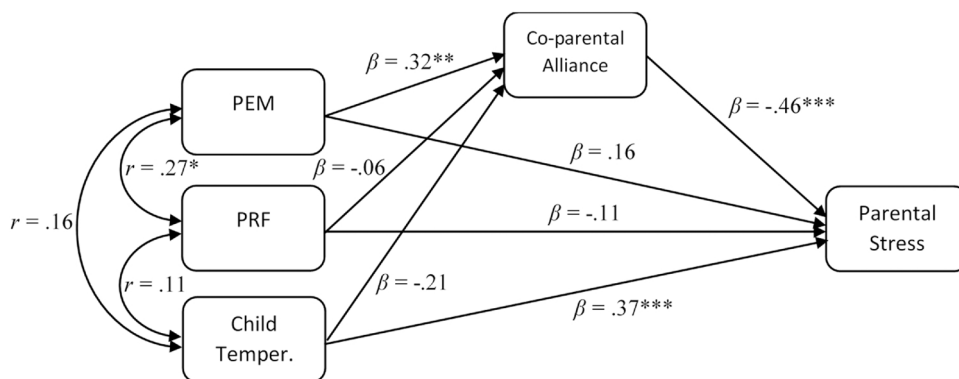 Co-parental
Alliance
β = .32**
PEM
β = -.46***
r = .27*
β = -.06
β = .16
r = .16
PRF
β = -.11
Parental
Stress
r = .11
β = -.21
β = .37***
Child
Temper.